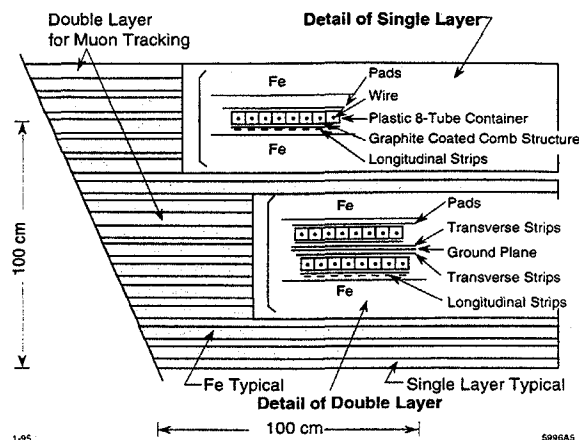 Double Layer
for Muon Tracking
Detail of Single Layer
Fe
Pads
Wire
Plastic 8-Tube Container
Graphite Coated Comb Structure
Longitudinal Strips
Fe
100 cm
Fe
Pads
Transverse Strips
Ground Plane
Transverse Strips
Longitudinal Strips
Fe
Fe Typical
Single Layer Typical
Detail of Double Layer
100 cm
1-95
5996A5